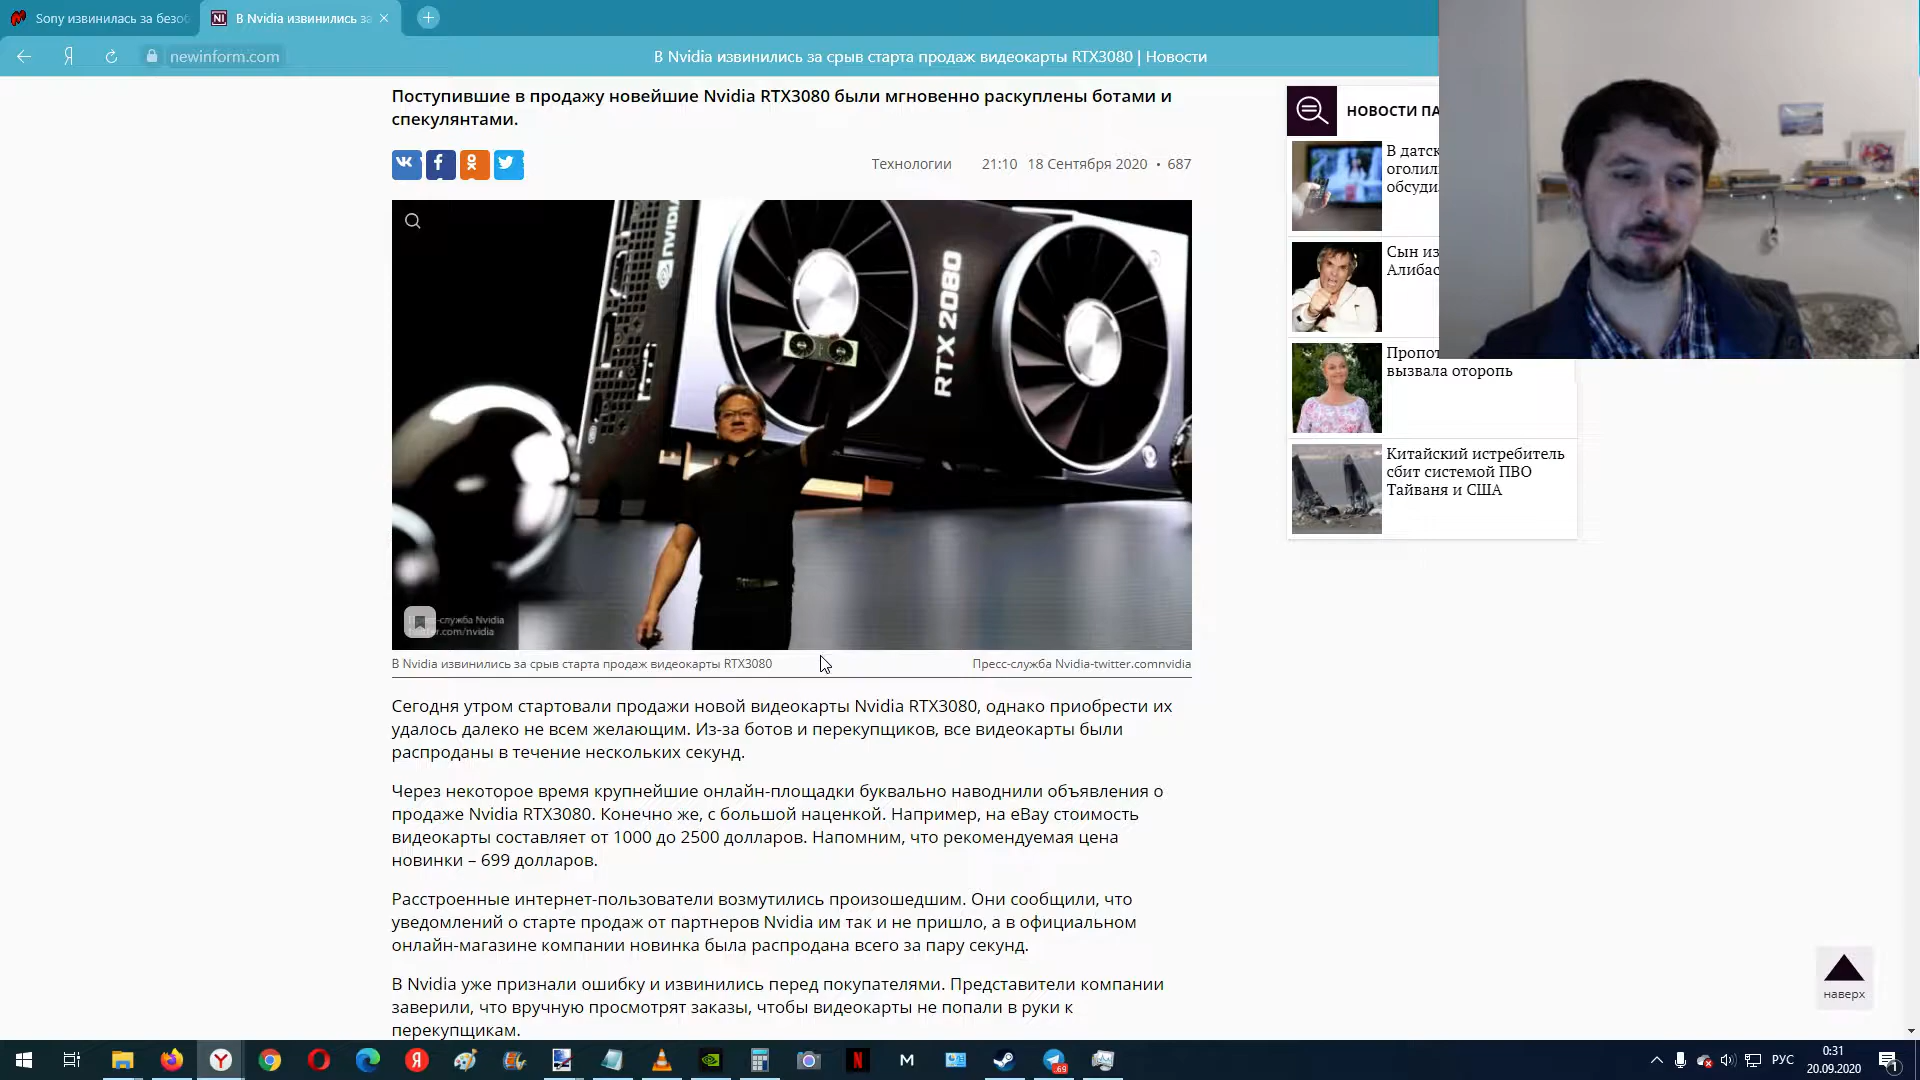 Sony извинилась за безоб
В Nvidia извинились за
newinform.com
В Nvidia извинились за срыв старта продаж видеокарты RTX3080 | Новости
Поступившие в продажу новейшие Nvidia RTX3080 были мгновенно раскуплены ботами и
спекулянтами.
Технологии 21:10 18 Сентября 2020 • 687
NVIDIA
RTX 2080
Пресс-служба Nvidia
twitter.com/nvidia
В Nvidia извинились за срыв старта продаж видеокарты RTX3080
Пресс-служба Nvidia-twitter.comnvidia
Сегодня утром стартовали продажи новой видеокарты Nvidia RTX3080, однако приобрести их
удалось далеко не всем желающим. Из-за ботов и перекупщиков, все видеокарты были
распроданы в течение нескольких секунд.
Через некоторое время крупнейшие онлайн-площадки буквально наводнили объявления о
продаже Nvidia RTX3080. Конечно же, с большой наценкой. Например, на eBay стоимость
видеокарты составляет от 1000 до 2500 долларов. Напомним, что рекомендуемая цена
новинки – 699 долларов.
Расстроенные интернет-пользователи возмутились произошедшим. Они сообщили, что
уведомлений о старте продаж от партнеров Nvidia им так и не пришло, а в официальном
онлайн-магазине компании новинка была распродана всего за пару секунд.
В Nvidia уже признали ошибку и извинились перед покупателями. Представители компании
заверили, что вручную просмотрят заказы, чтобы видеокарты не попали в руки к
перекупщикам.
НОВОСТИ ПА
В датск
оголил
обсуди
Сын из
Алибас
Пропот
вызвала оторопь
Китайский истребитель
сбит системой ПВО
Тайваня и США
наверх
РУС
0:31
20.09.2020